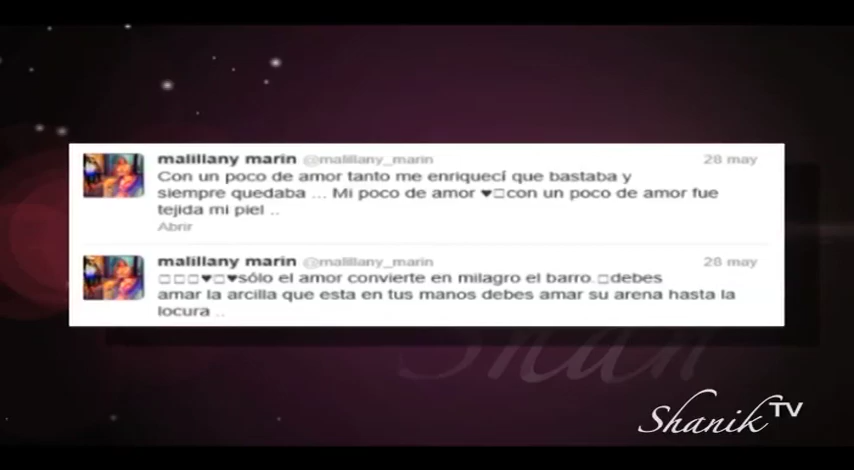 malillany marin @malillany_marin 28 may
Con un poco de amor tanto me enriquecí que bastaba y
siempre quedaba ... Mi poco de amor ♥□con un poco de amor fue
tejida mi piel ..
Abrir
malillany marin @malillany_marin 28 may
□□□♥□♥sólo el amor convierte en milagro el barro.□debes
amar la arcilla que esta en tus manos debes amar su arena hasta la
locura ..
Shan
Shanik TV